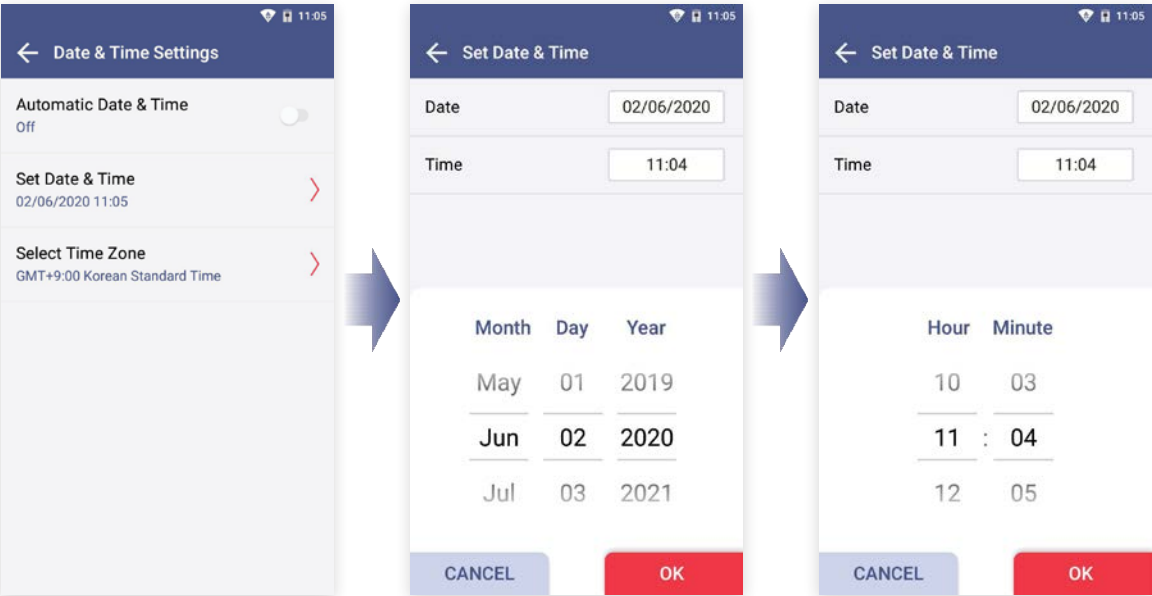 11:05
Date & Time Settings
Automatic Date & Time
Off
Set Date & Time
02/06/2020 11:05
Select Time Zone
GMT+9:00 Korean Standard Time
11:05
Set Date & Time
Date 02/06/2020
Time 11:04
Month Day Year
May 01 2019
Jun 02 2020
Jul 03 2021
CANCEL OK
11:05
Set Date & Time
Date 02/06/2020
Time 11:04
Hour Minute
10 03
11 : 04
12 05
CANCEL OK